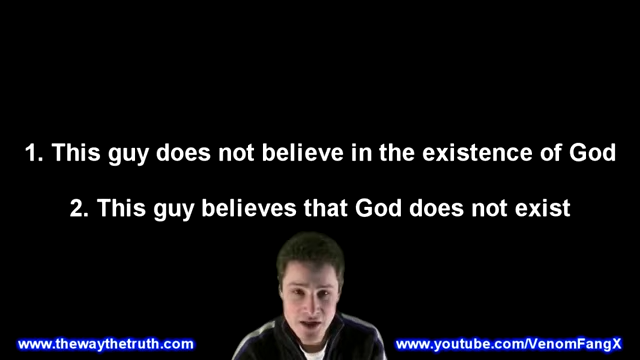 1. This guy does not believe in the existence of God
2. This guy believes that God does not exist
www.thewaythetruth.com
www.youtube.com/VenomFangX